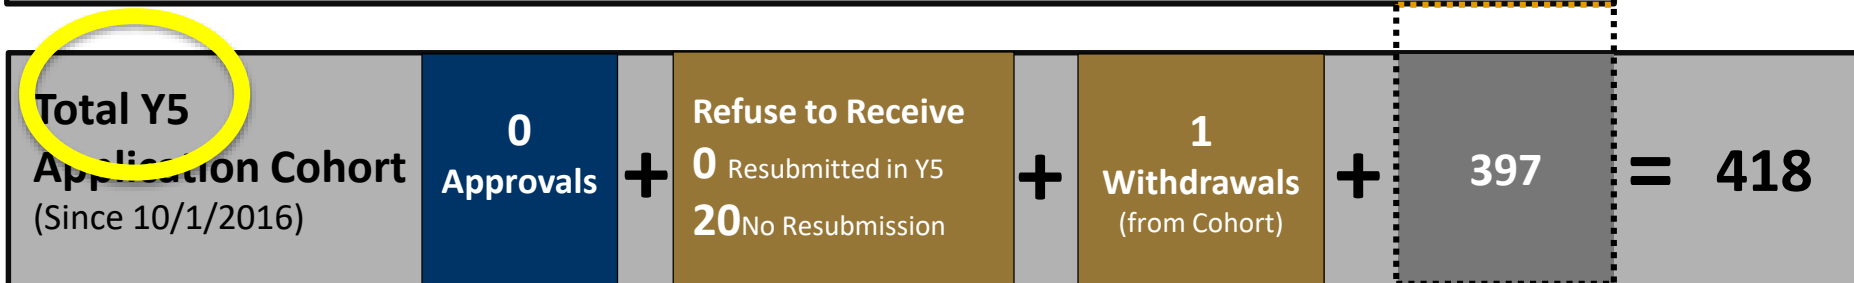 Total Y5
Application Cohort
(Since 10/1/2016)
0
Approvals
+
Refuse to Receive
0 Resubmitted in Y5
20No Resubmission
+
1
Withdrawals
(from Cohort)
+
397
= 418